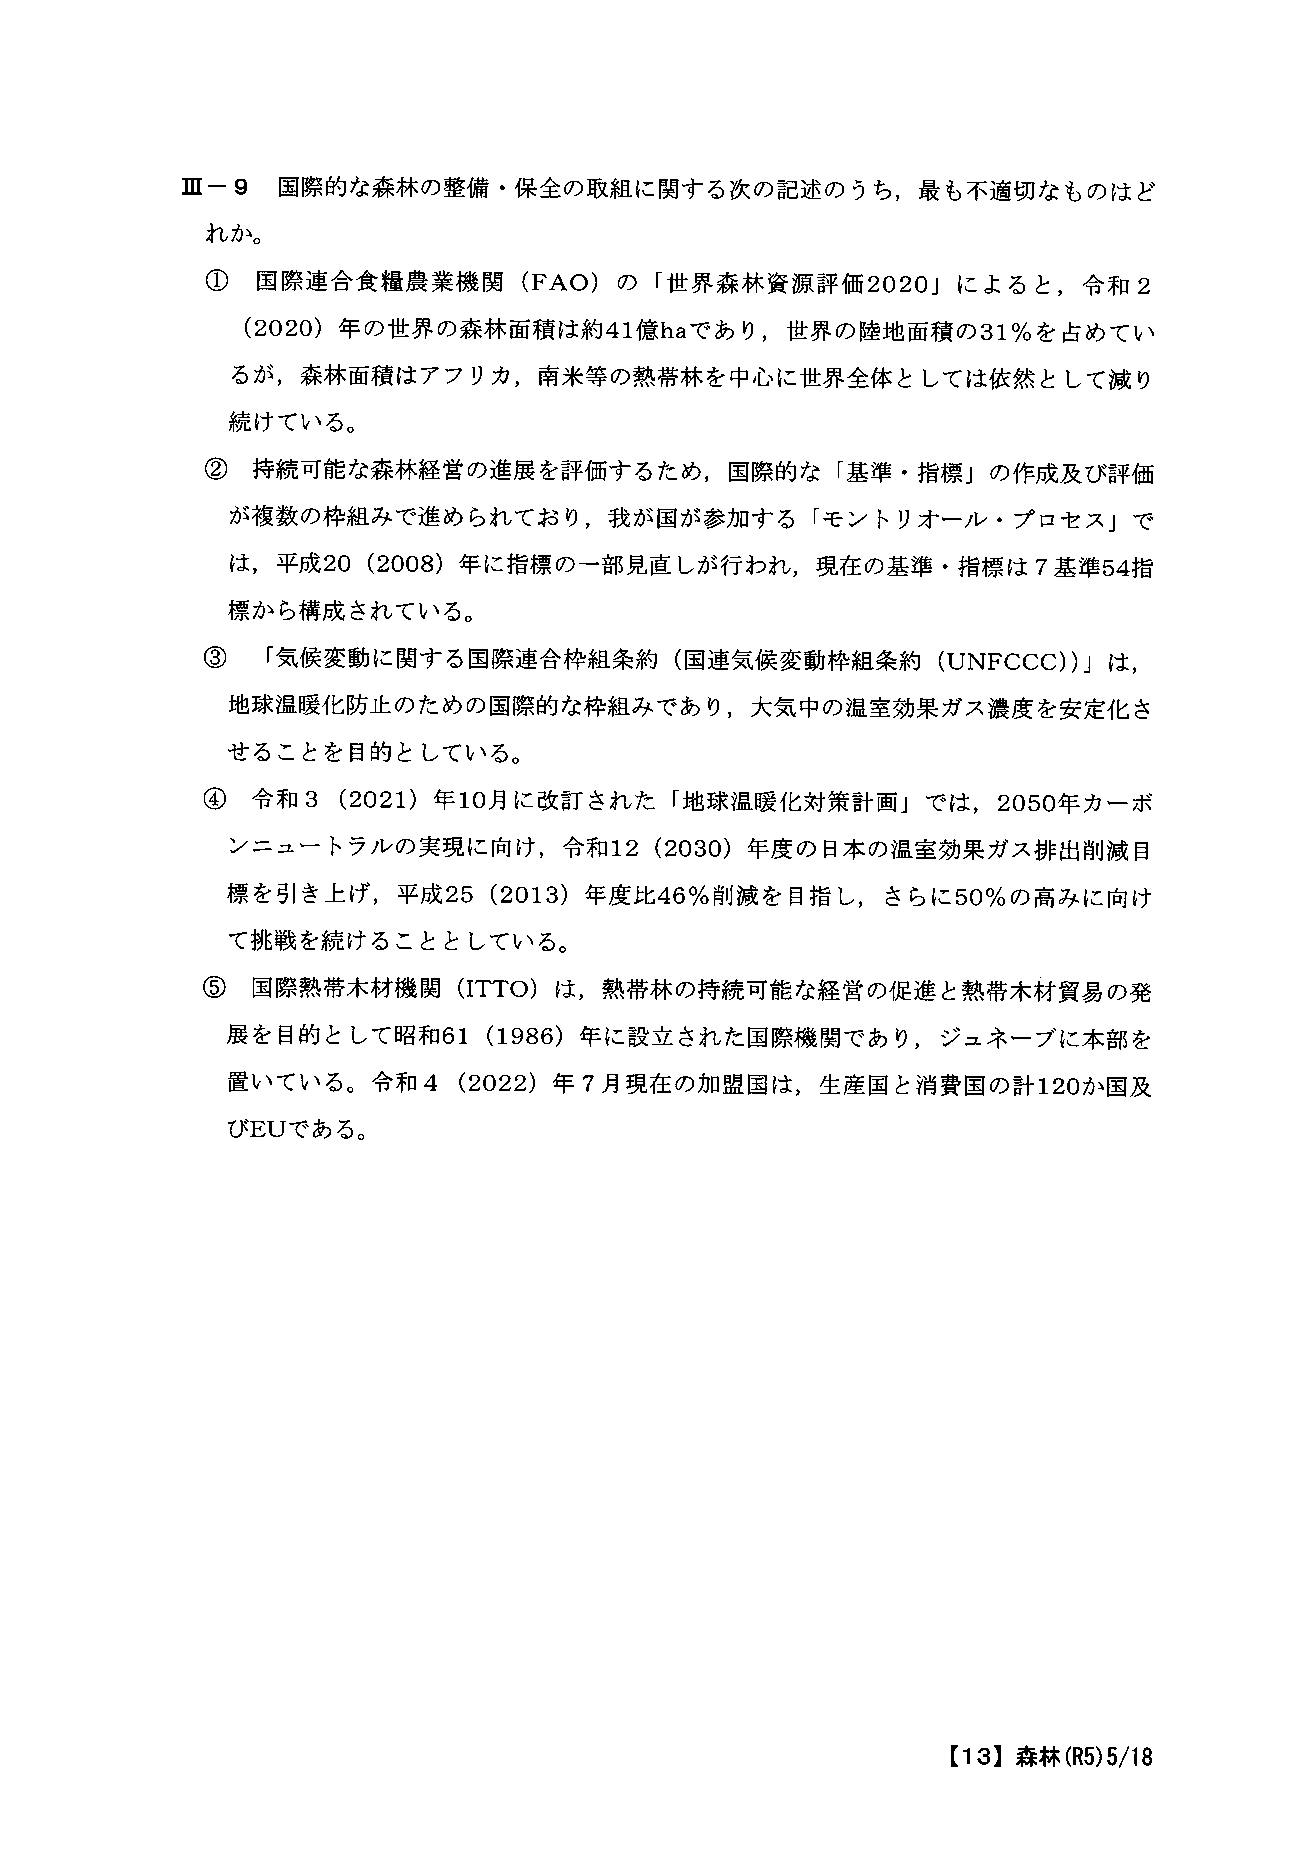 Ⅲ－9　国際的な森林の整備・保全の取組に関する次の記述のうち，最も不適切なものはど
れか。
①　国際連合食糧農業機関（FAO）の「世界森林資源評価2020」によると，令和２
（2020）年の世界の森林面積は約41億haであり，世界の陸地面積の31％を占めてい
るが，森林面積はアフリカ，南米等の熱帯林を中心に世界全体としては依然として減り
続けている。
②　持続可能な森林経営の進展を評価するため，国際的な「基準・指標」の作成及び評価
が複数の枠組みで進められており，我が国が参加する「モントリオール・プロセス」で
は，平成20（2008）年に指標の一部見直しが行われ，現在の基準・指標は７基準54指
標から構成されている。
③　「気候変動に関する国際連合枠組条約（国連気候変動枠組条約（UNFCCC））」は，
地球温暖化防止のための国際的な枠組みであり，大気中の温室効果ガス濃度を安定化さ
せることを目的としている。
④　令和３（2021）年10月に改訂された「地球温暖化対策計画」では，2050年カーボ
ンニュートラルの実現に向け，令和12（2030）年度の日本の温室効果ガス排出削減目
標を引き上げ，平成25（2013）年度比46％削減を目指し，さらに50％の高みに向け
て挑戦を続けることとしている。
⑤　国際熱帯木材機関（ITTO）は，熱帯林の持続可能な経営の促進と熱帯木材貿易の発
展を目的として昭和61（1986）年に設立された国際機関であり，ジュネーブに本部を
置いている。令和４（2022）年７月現在の加盟国は，生産国と消費国の計120か国及
びEUである。
【13】森林(R5)5/18